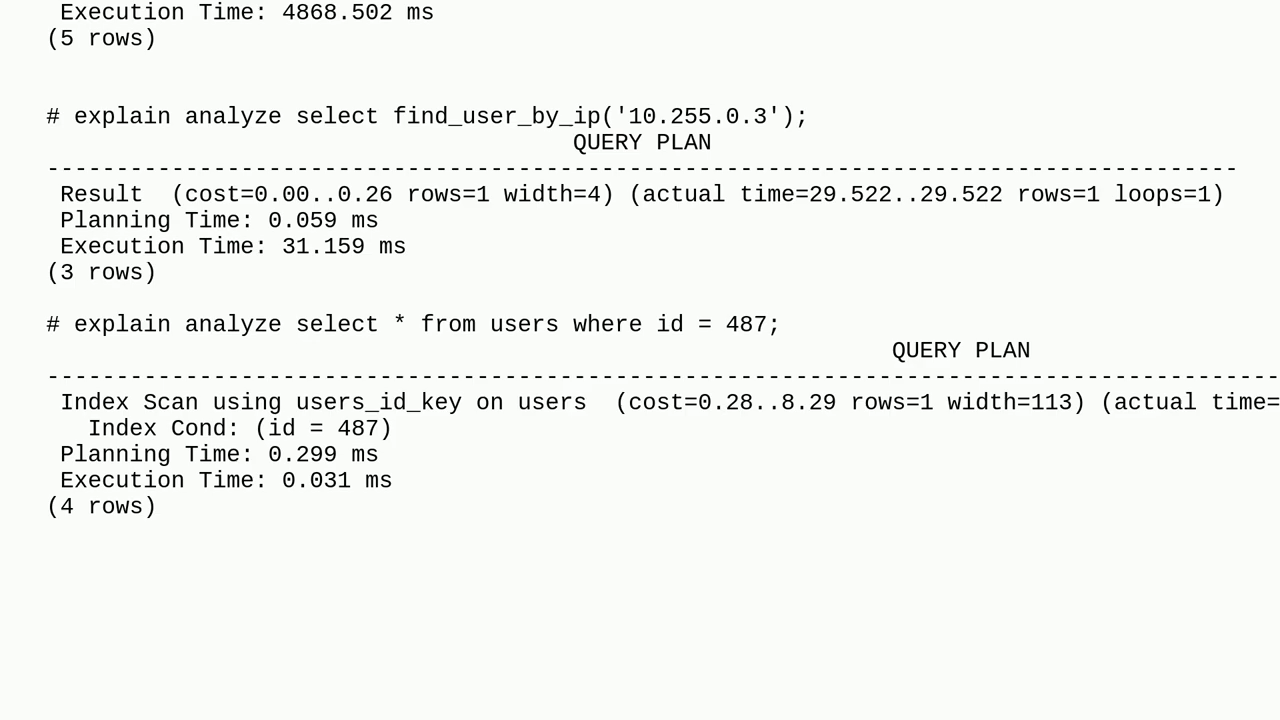 Execution Time: 4868.502 ms
(5 rows)
# explain analyze select find_user_by_ip('10.255.0.3');
QUERY PLAN
--------------------------------------------------------------------------------------
Result  (cost=0.00..0.26 rows=1 width=4) (actual time=29.522..29.522 rows=1 loops=1)
Planning Time: 0.059 ms
Execution Time: 31.159 ms
(3 rows)
# explain analyze select * from users where id = 487;
QUERY PLAN
-----------------------------------------------------------------------------------------
Index Scan using users_id_key on users  (cost=0.28..8.29 rows=1 width=113) (actual time=
Index Cond: (id = 487)
Planning Time: 0.299 ms
Execution Time: 0.031 ms
(4 rows)